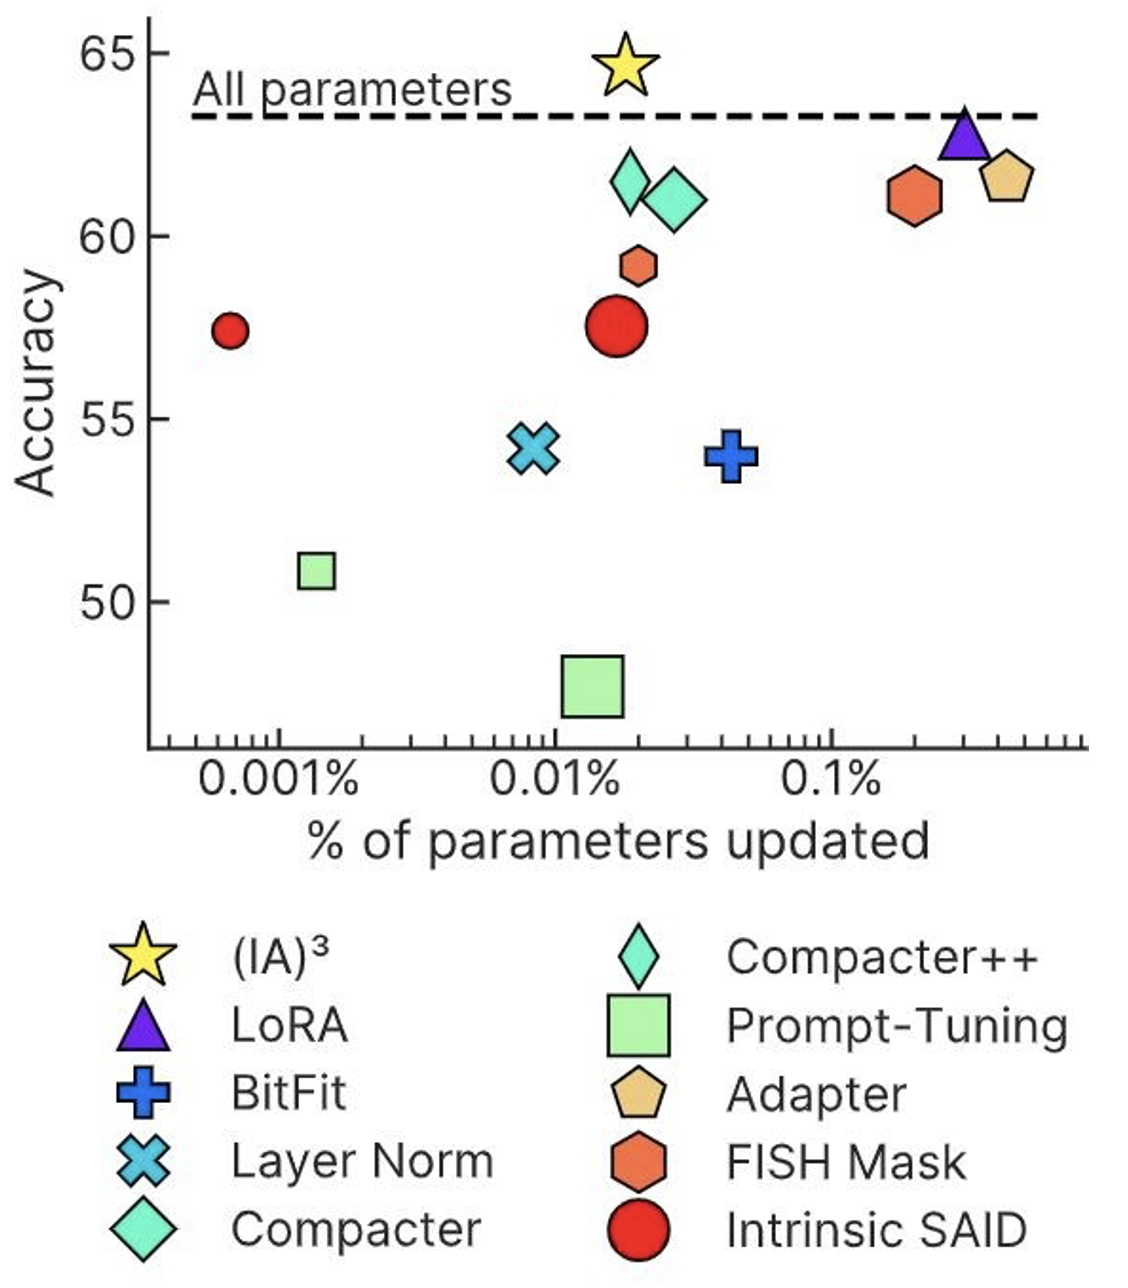 65
All parameters
60
55
50
Accuracy
0.001%
0.01%
0.1%
% of parameters updated
(IA)³
LoRA
BitFit
Layer Norm
Compacter
Compacter++
Prompt-Tuning
Adapter
FISH Mask
Intrinsic SAID